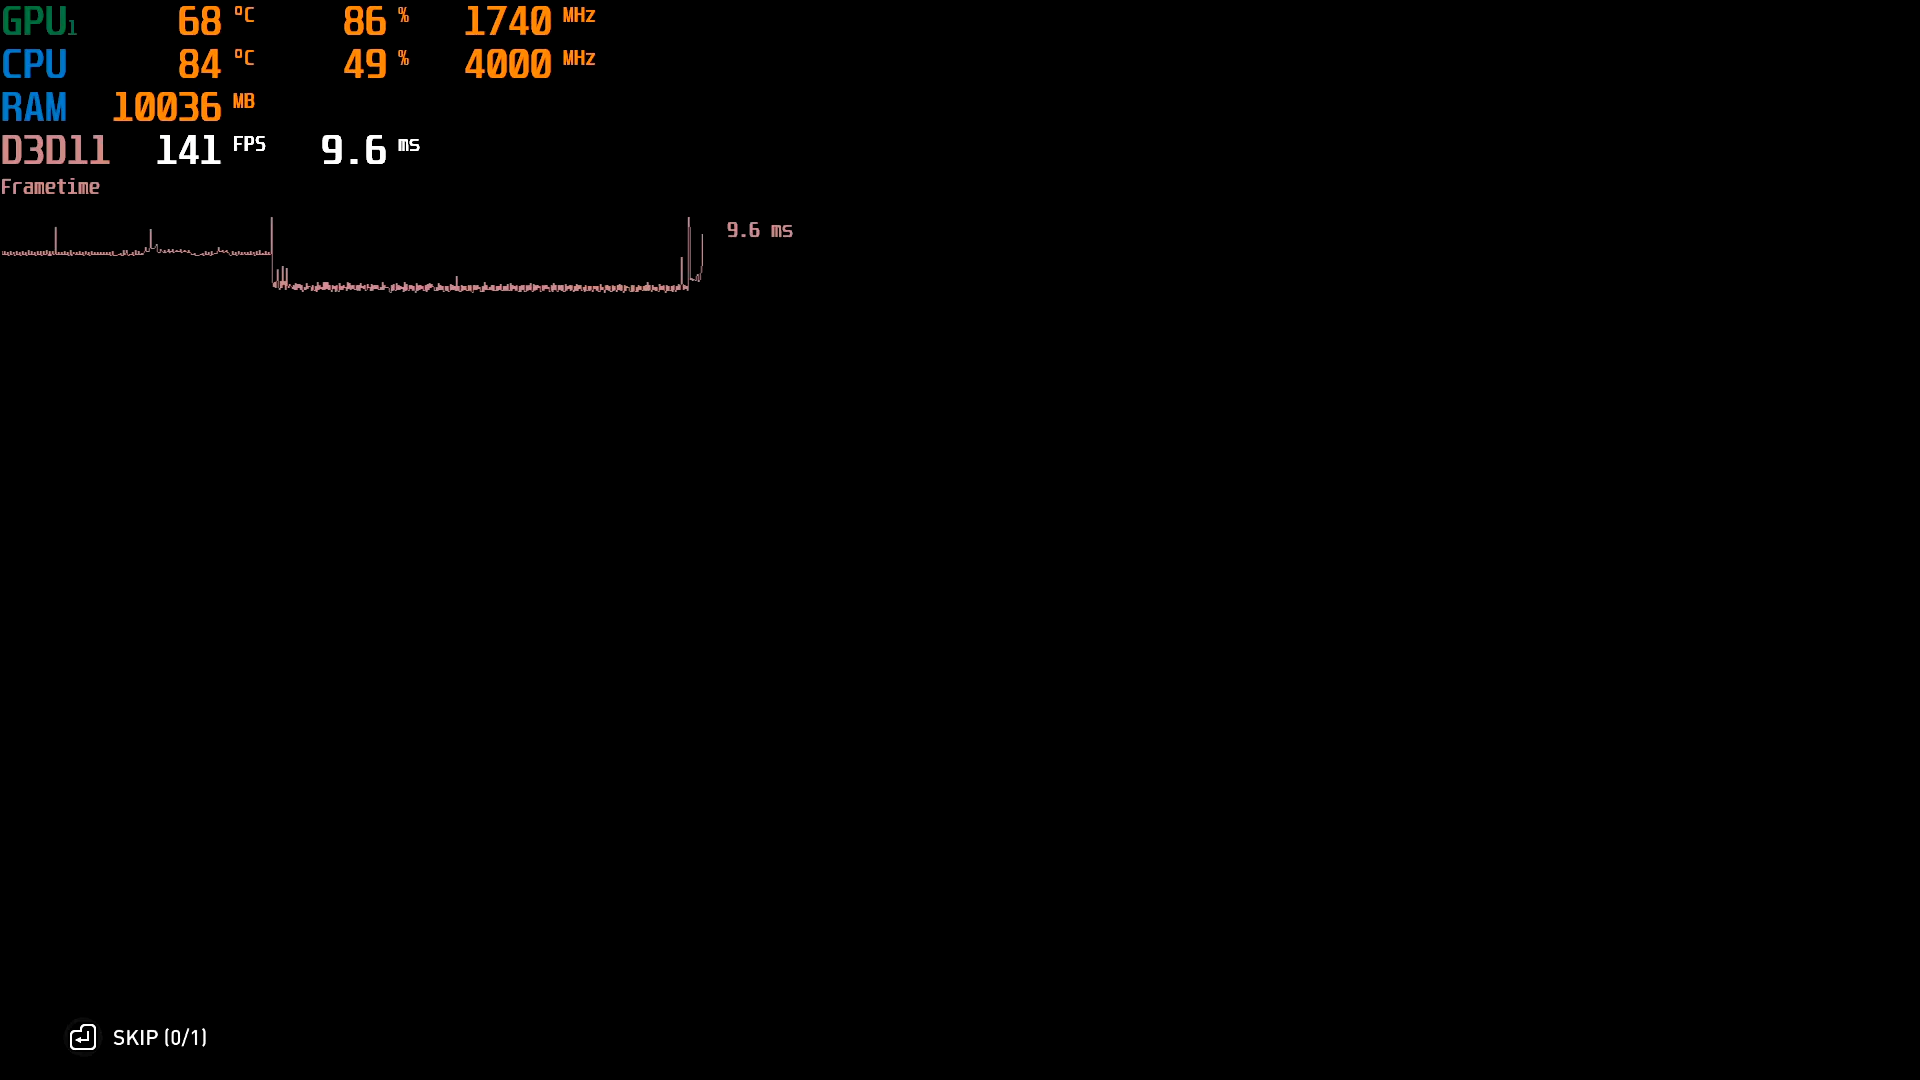 GPU1 68 °C 86 % 1740 MHz
CPU 84 °C 49 % 4000 MHz
RAM 10036 MB
D3D11 141 FPS 9.6 ms
Frametime
9.6 ms
SKIP (0/1)